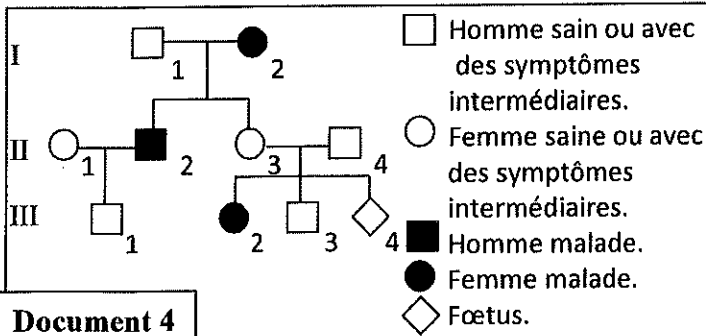 I
1
2
II
1
2
3
4
III
1
2
3
4
Homme sain ou avec
des symptômes
intermédiaires.
Femme saine ou avec
des symptômes
intermédiaires.
Homme malade.
Femme malade.
Fœtus.
Document 4